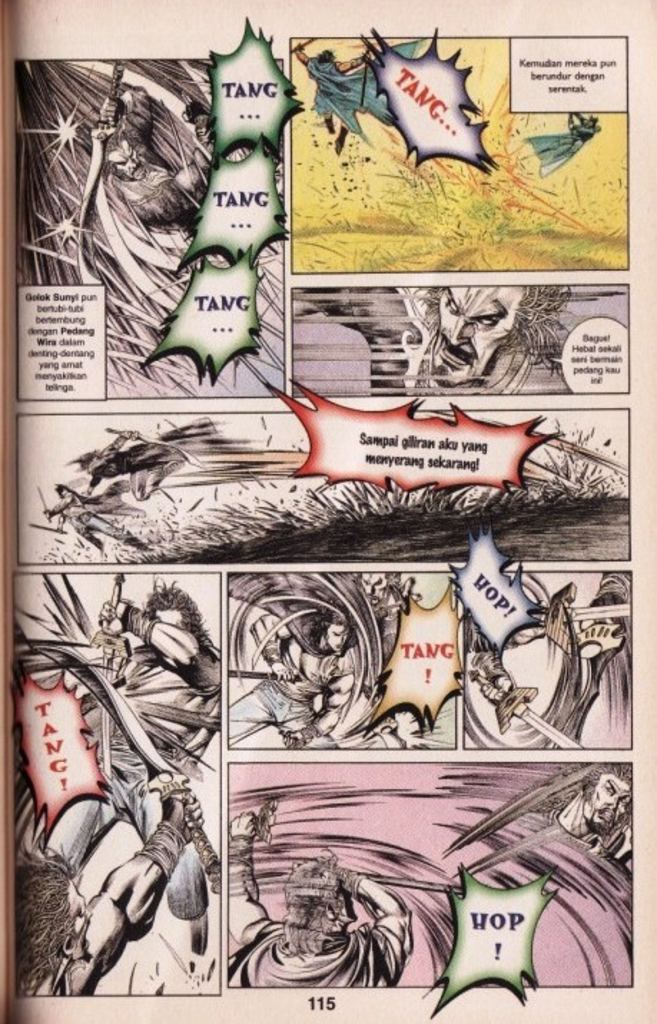 TANG
...
TANG
...
TANG
...
Golok Sunyi pun
bertubi-tubi
bertembung
dengan Pedang
Wira dalam
denting-dentang
yang amat
menyakitkan
telinga.
TANG...
Kemudian mereka pun
berundur dengan
serentak.
Bagus!
Hebat sekali
seni bermain
pedang kau
ini!
Sampai giliran aku yang
menyerang sekarang!
TANG!
TANG
!
HOP!
HOP
!
115